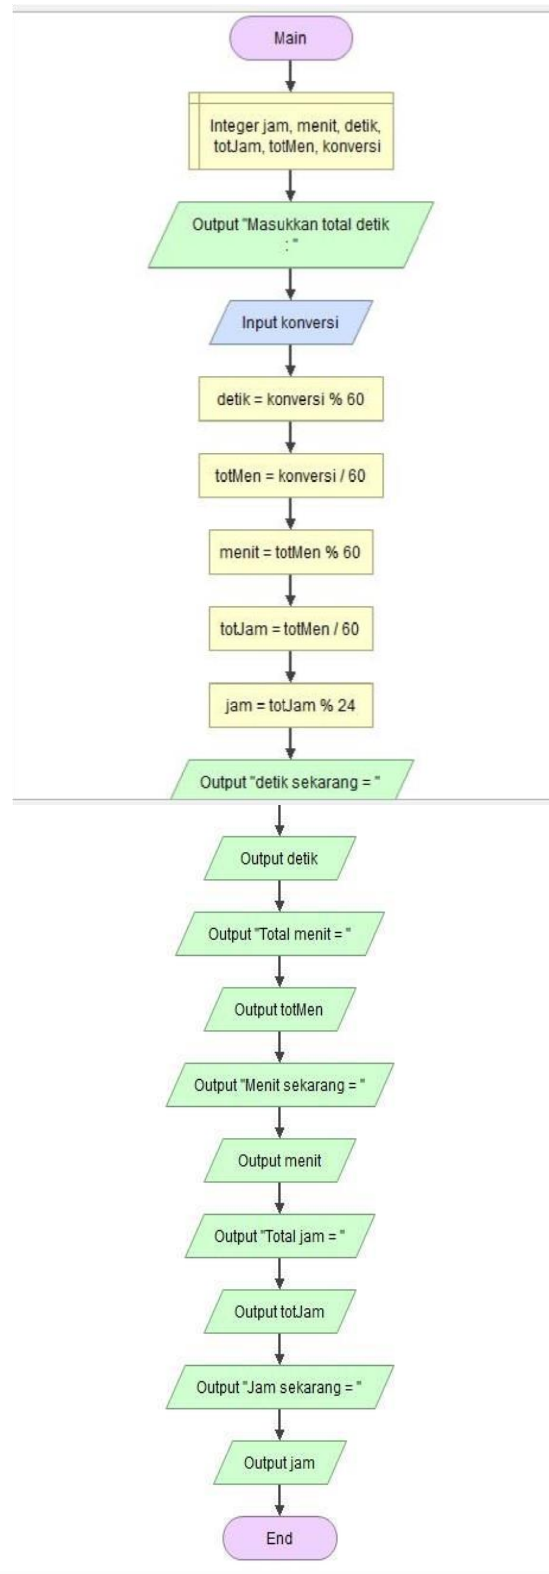 Main
Integer jam, menit, detik,
totJam, totMen, konversi
Output "Masukkan total detik
: "
Input konversi
detik = konversi % 60
totMen = konversi / 60
menit = totMen % 60
totJam = totMen / 60
jam = totJam % 24
Output "detik sekarang = "
Output detik
Output "Total menit = "
Output totMen
Output "Menit sekarang = "
Output menit
Output "Total jam = "
Output totJam
Output "Jam sekarang = "
Output jam
End